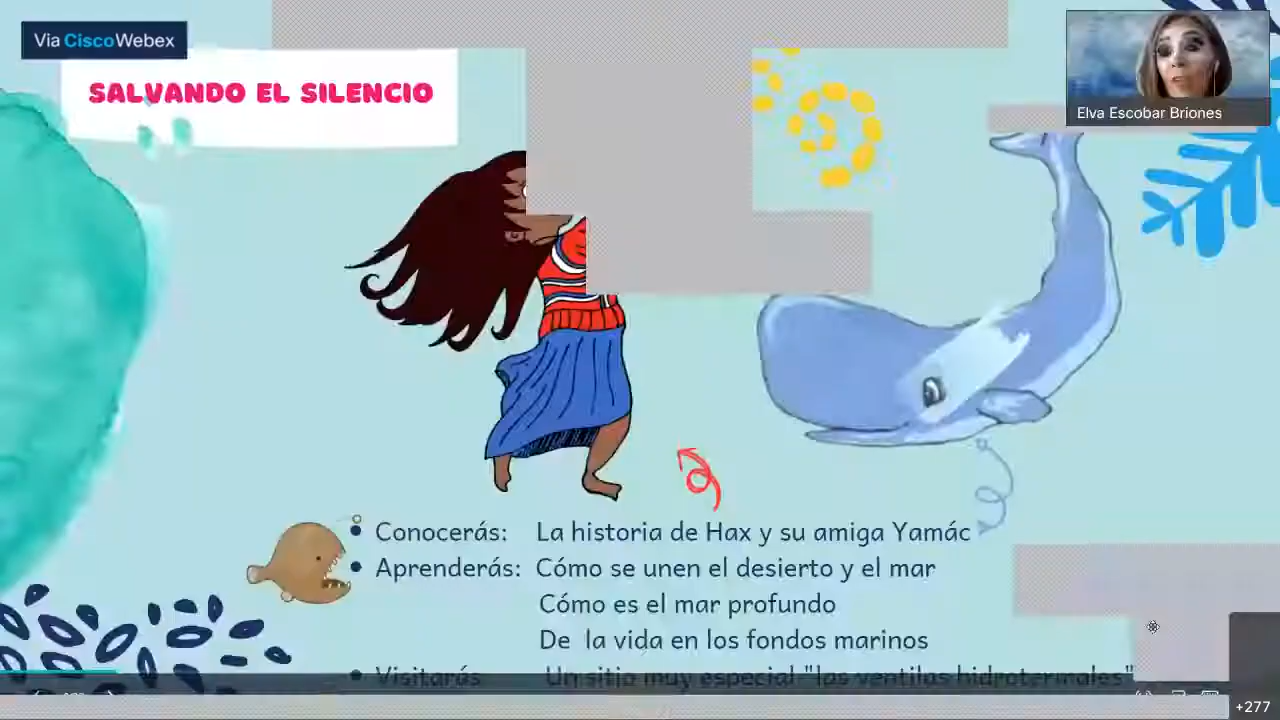 Via Cisco Webex
SALVANDO EL SILENCIO
Elva Escobar Briones
Conocerás: La historia de Hax y su amiga Yamác
Aprenderás: Cómo se unen el desierto y el mar
Cómo es el mar profundo
De la vida en los fondos marinos
Visitarás Un sitio muy especial "las ventilas hidrotermales"
+277